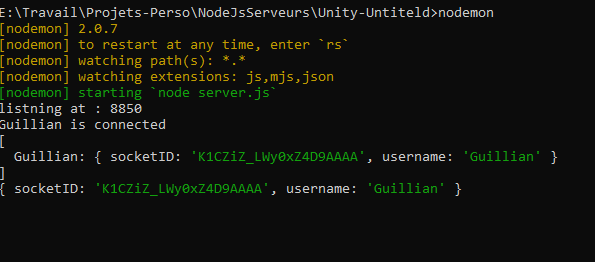 E:\Travail\Projets-Perso\NodeJsServeurs\Unity-Untiteld>nodemon
[nodemon] 2.0.7
[nodemon] to restart at any time, enter `rs`
[nodemon] watching path(s): *.*
[nodemon] watching extensions: js,mjs,json
[nodemon] starting `node server.js`
listning at : 8850
Guillian is connected
[
  Guillian: { socketID: 'K1CZiZ_LWy0xZ4D9AAAA', username: 'Guillian' }
]
{ socketID: 'K1CZiZ_LWy0xZ4D9AAAA', username: 'Guillian' }